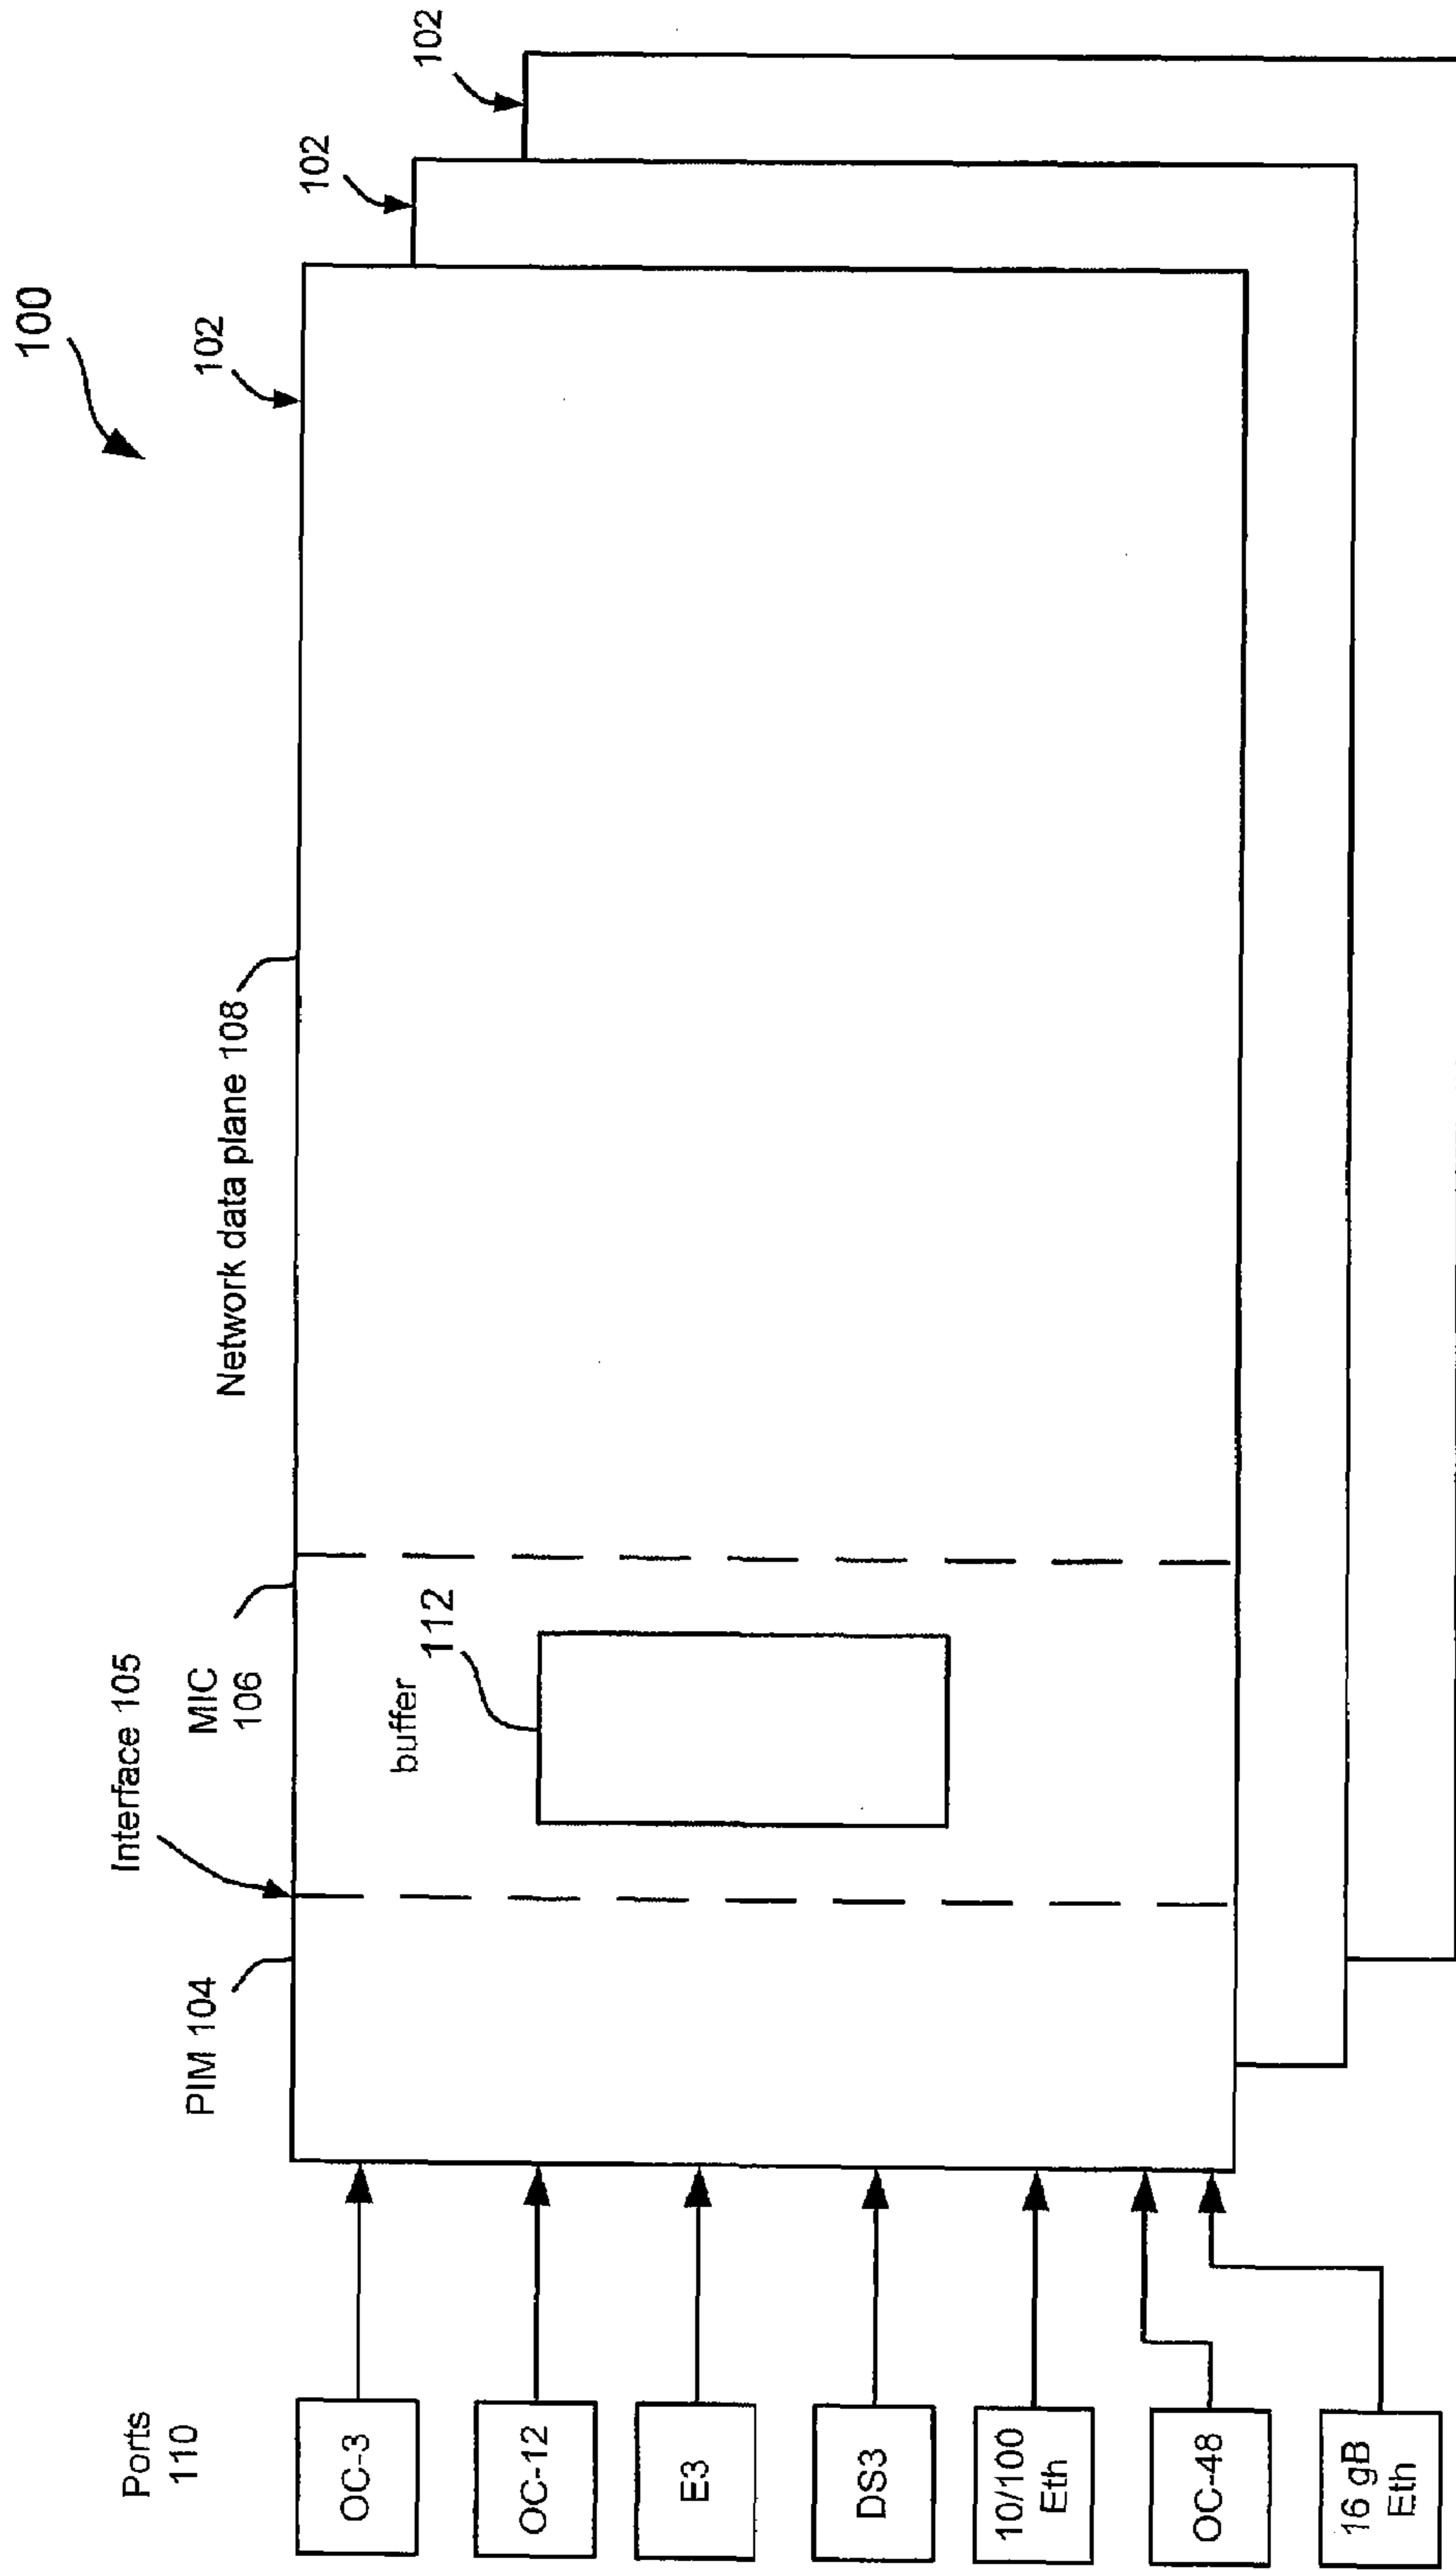 100
102
102
102
Network data plane 108
Interface 105
MIC
106
PIM 104
buffer
112
Ports
110
OC-3
OC-12
E3
DS3
10/100
Eth
OC-48
16 gB
Eth